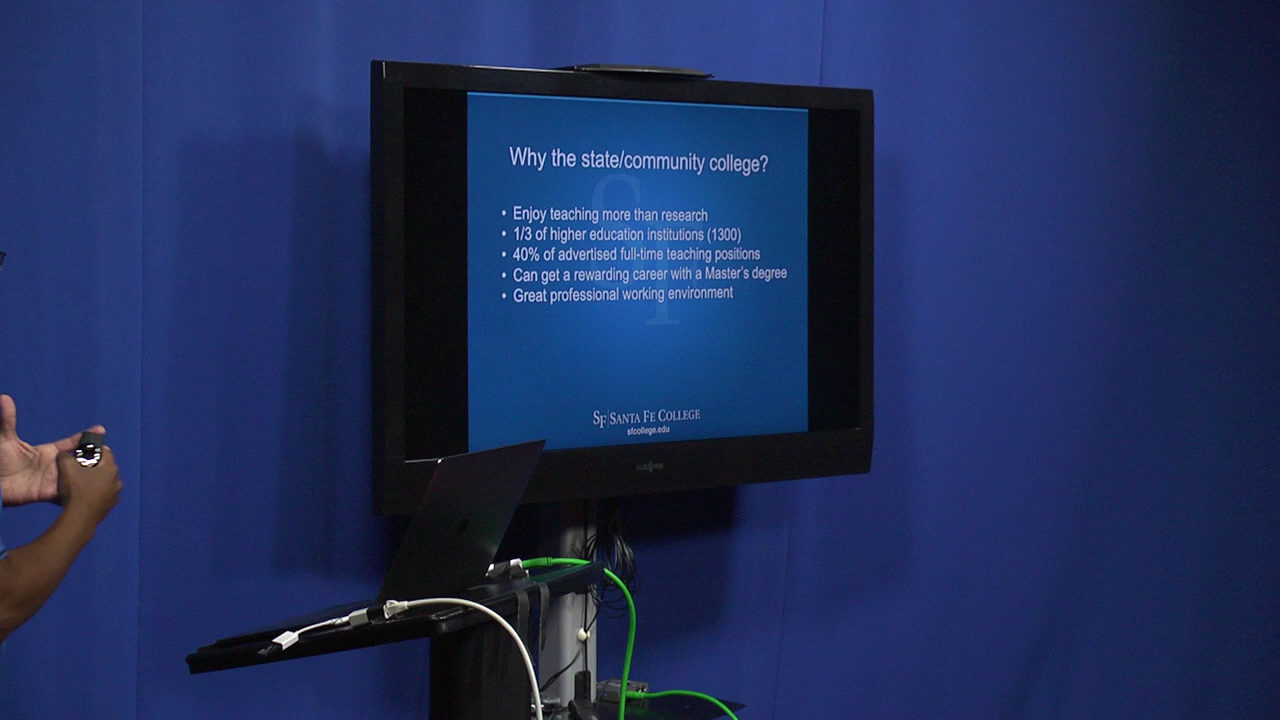 Why the state/community college?
• Enjoy teaching more than research
• 1/3 of higher education institutions (1300)
• 40% of advertised full-time teaching positions
• Can get a rewarding career with a Master's degree
• Great professional working environment
SF SANTA FE COLLEGE
sfcollege.edu
INSIGNIA